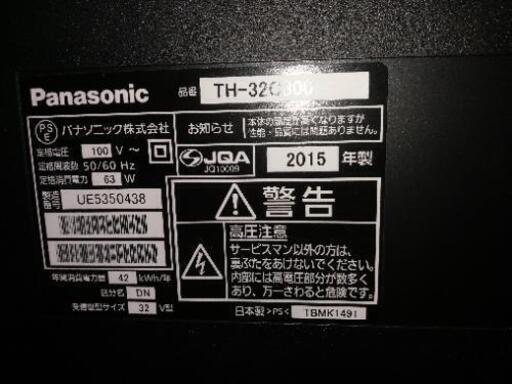 Panasonic
品番 TH-32C300
PS E パナソニック株式会社
お知らせ
本体の温度が高くなりますが
性能・品質には問題ありません
定格電圧 100 V ～
定格周波数 50/60 Hz
定格消費電力 63 W
製造番号 UE5350438
JQA
JQ10009
2015 年製
警告
高圧注意
サービスマン以外の方は、
裏ぶたをあけないでください。
内部には高電圧部分が数多く
あり、万一さわると危険です。
年間消費電力量 42 kWh/年
区分名 DN
受信機型サイズ 32 V型
日本製 >PS< TBMK1491